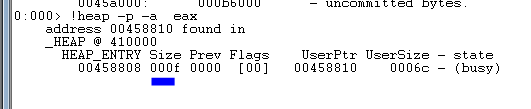 0045a000:        000b6000        - uncommitted bytes.
0:000> !heap -p -a  eax
    address 00458810 found in
    _HEAP @ 410000
      HEAP_ENTRY Size Prev Flags    UserPtr UserSize - state
        00458808 000f 0000  [00]   00458810    0006c - (busy)